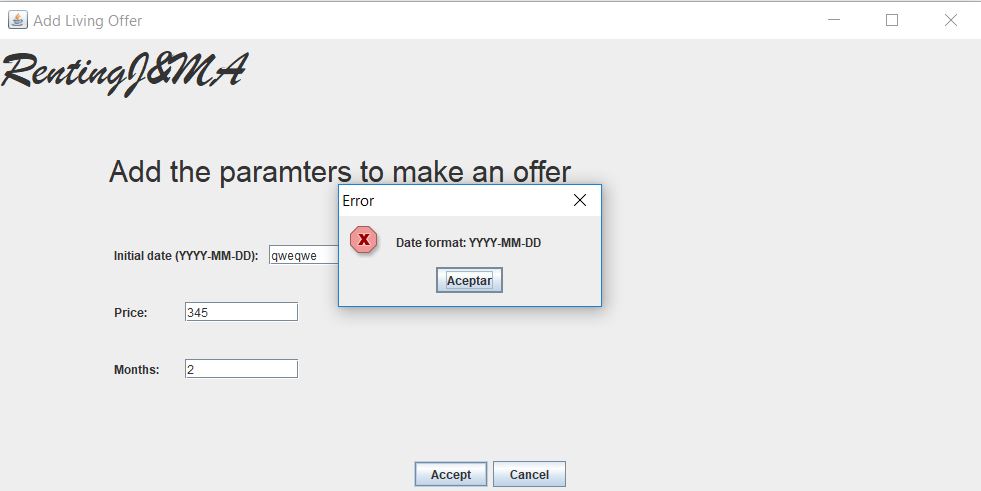 Add Living Offer
RentingJ&MA
Add the paramters to make an offer
Error
Date format: YYYY-MM-DD
Aceptar
Initial date (YYYY-MM-DD): qweqwe
Price: 345
Months: 2
Accept Cancel